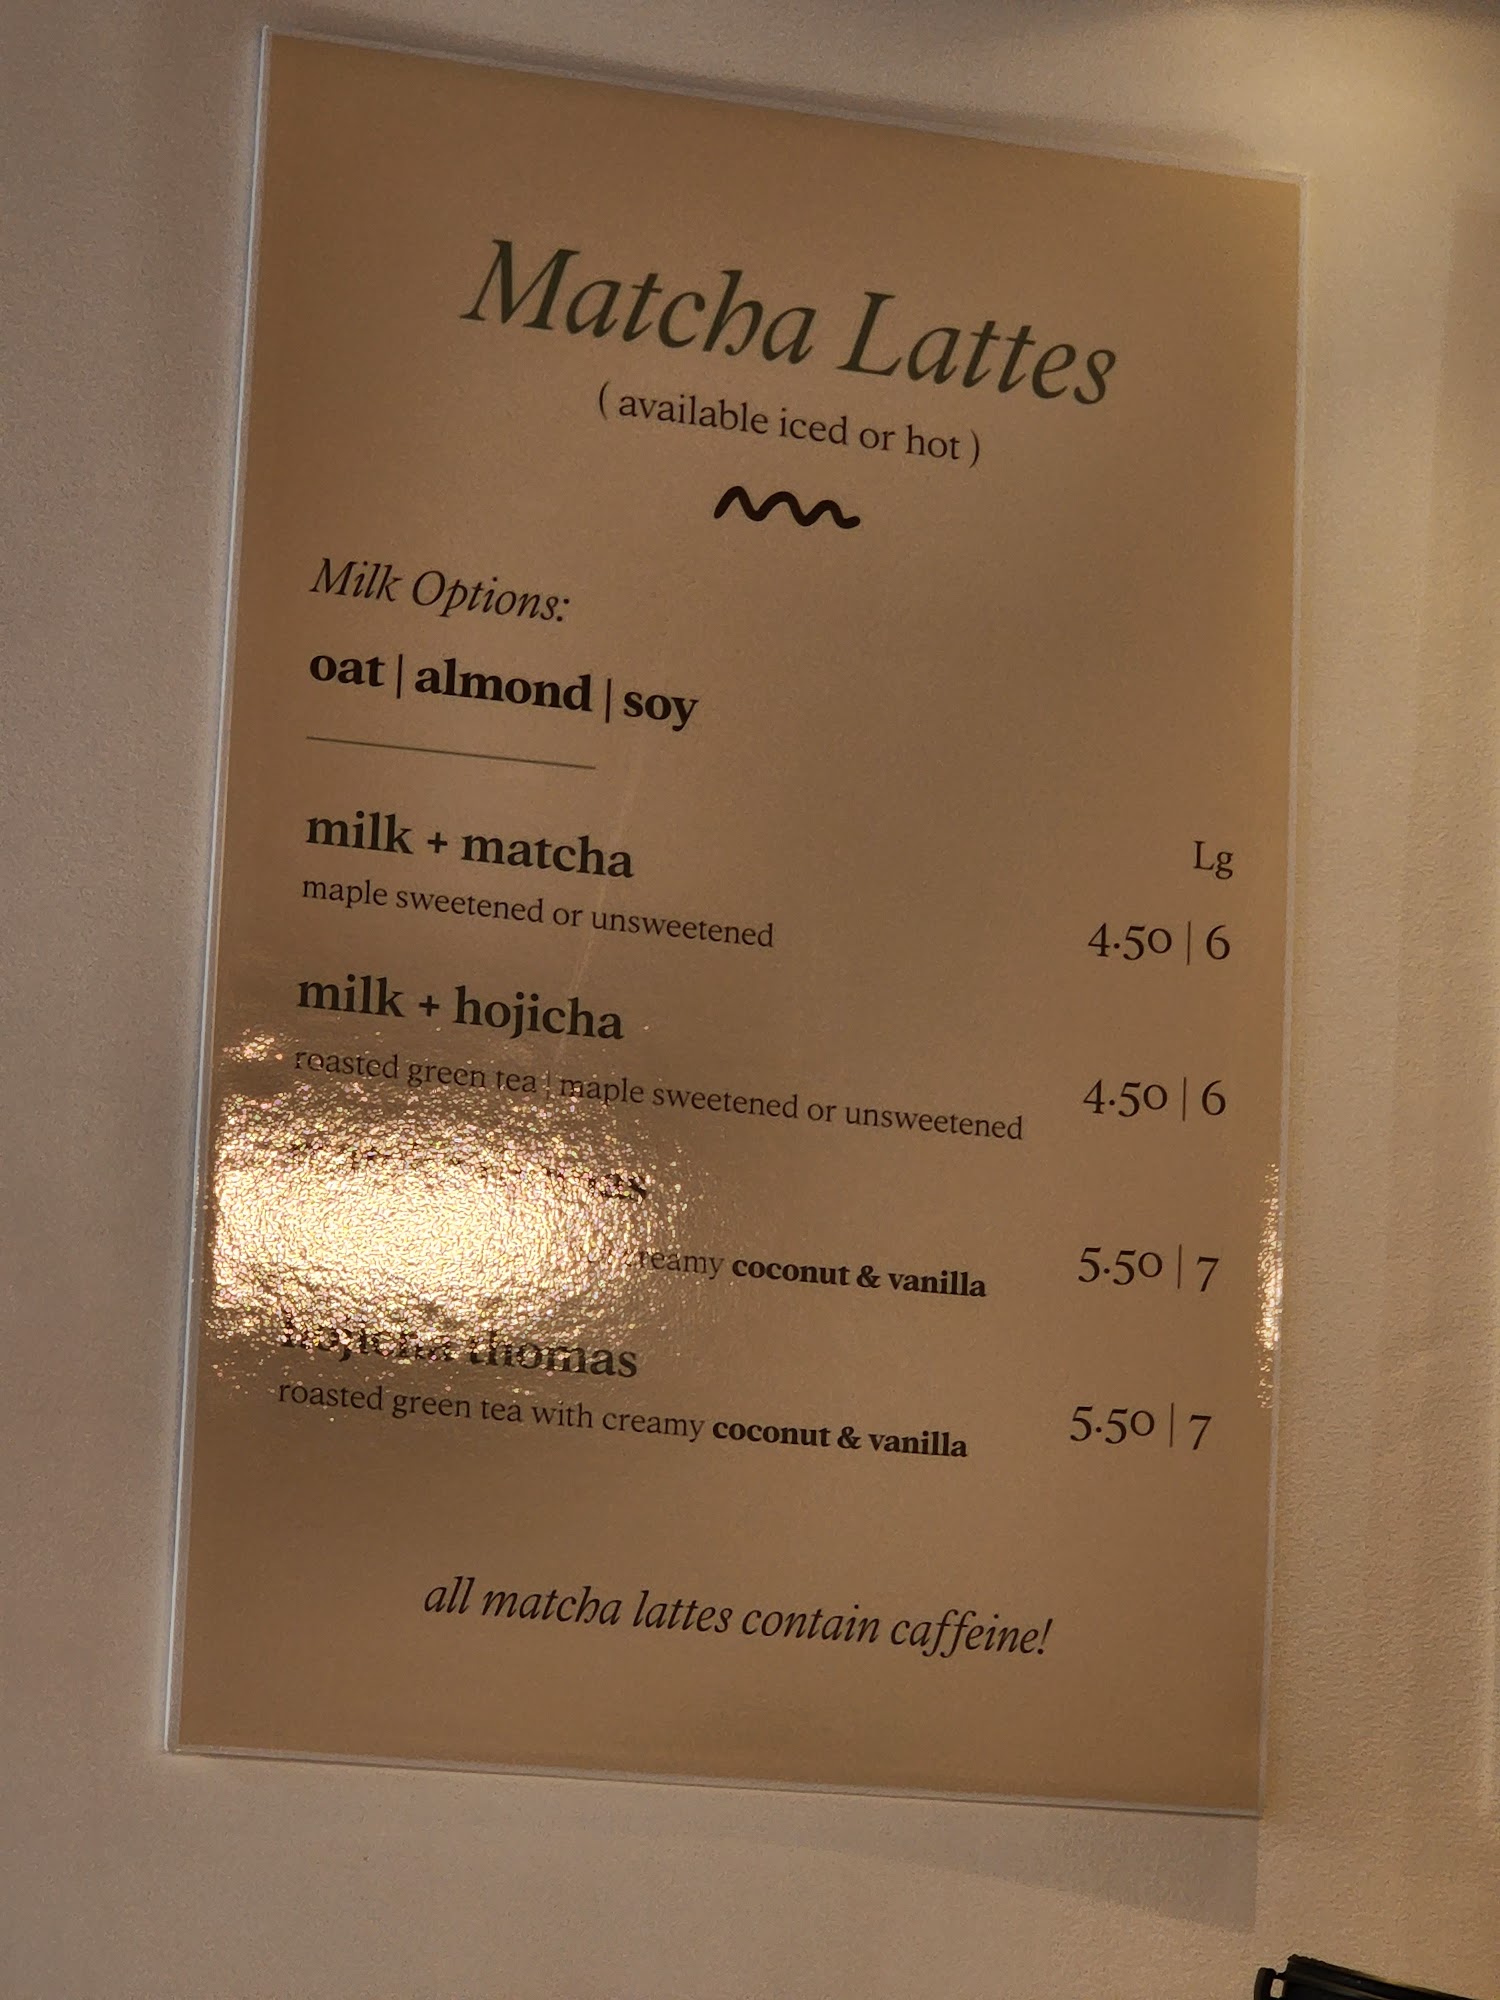 Matcha Lattes
( available iced or hot )
Milk Options:
oat | almond | soy
milk + matcha
Lg
maple sweetened or unsweetened
4.50 | 6
milk + hojicha
roasted green tea | maple sweetened or unsweetened
4.50 | 6
creamy coconut & vanilla
5.50 | 7
hojicha thomas
roasted green tea with creamy coconut & vanilla
5.50 | 7
all matcha lattes contain caffeine!